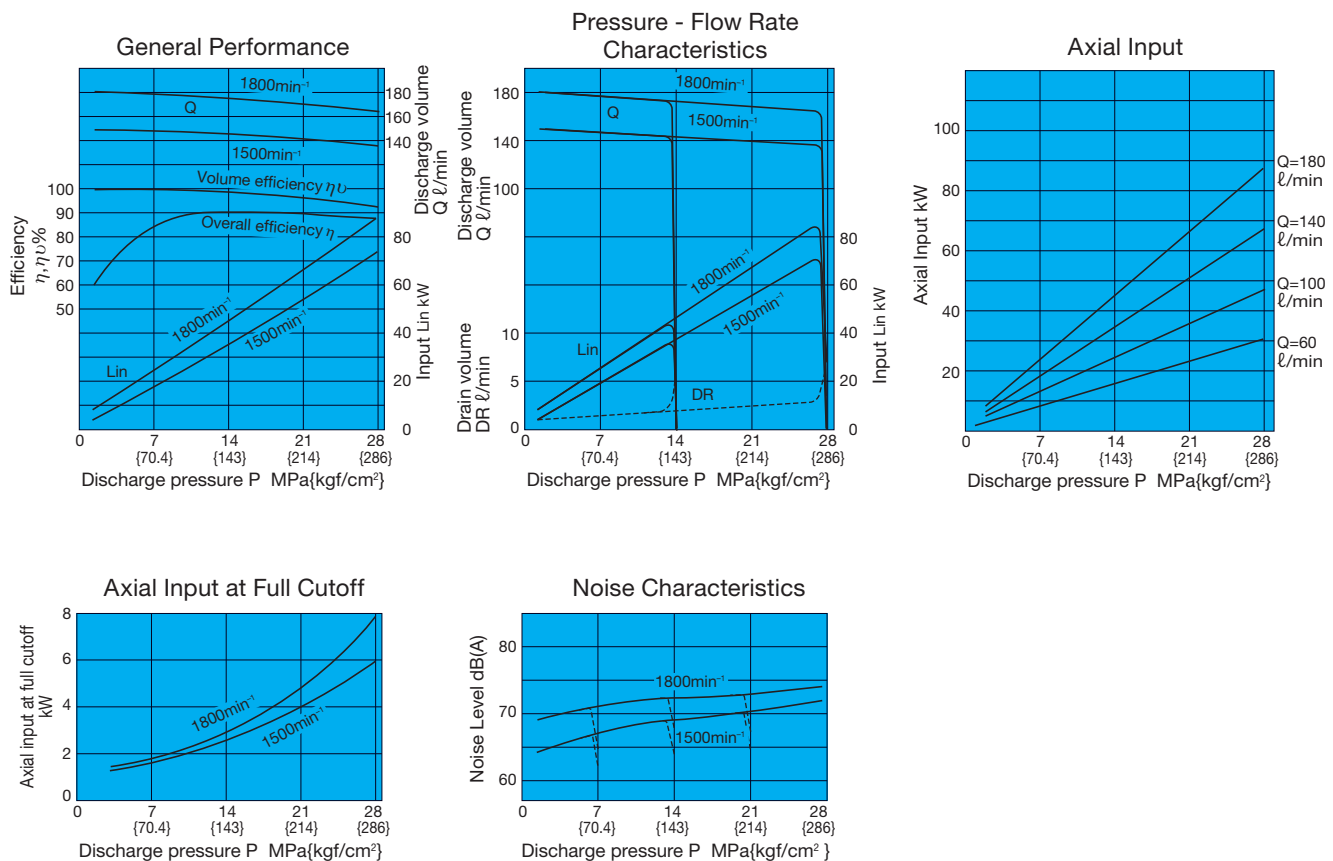 General Performance
1800min⁻¹
Q
1500min⁻¹
Volume efficiency ηυ
Overall efficiency η
1800min⁻¹
1500min⁻¹
Lin
Efficiency
η,ηυ%
100
90
80
70
60
50
180
160
140
Discharge volume
Q ℓ/min
80
60
40
20
0
Input Lin kW
0
7
14
21
28
{70.4}
{143}
{214}
{286}
Discharge pressure P MPa{kgf/cm²}
Pressure - Flow Rate
Characteristics
1800min⁻¹
Q
1500min⁻¹
1800min⁻¹
1500min⁻¹
Lin
DR
180
140
100
Discharge volume
Q ℓ/min
10
5
0
Drain volume
DR ℓ/min
80
60
40
20
0
Input Lin kW
7
14
21
28
{70.4}
{143}
{214}
{286}
Discharge pressure P MPa{kgf/cm²}
Axial Input
Axial Input kW
100
80
60
40
20
Q=180
ℓ/min
Q=140
ℓ/min
Q=100
ℓ/min
Q=60
ℓ/min
0
7
14
21
28
{70.4}
{143}
{214}
{286}
Discharge pressure P MPa{kgf/cm²}
Axial Input at Full Cutoff
Axial input at full cutoff
kW
8
6
4
2
0
1800min⁻¹
1500min⁻¹
0
7
14
21
28
{70.4}
{143}
{214}
{286}
Discharge pressure P MPa{kgf/cm²}
Noise Characteristics
Noise Level dB(A)
80
70
60
1800min⁻¹
1500min⁻¹
0
7
14
21
28
{70.4}
{143}
{214}
{286}
Discharge pressure P MPa{kgf/cm² }